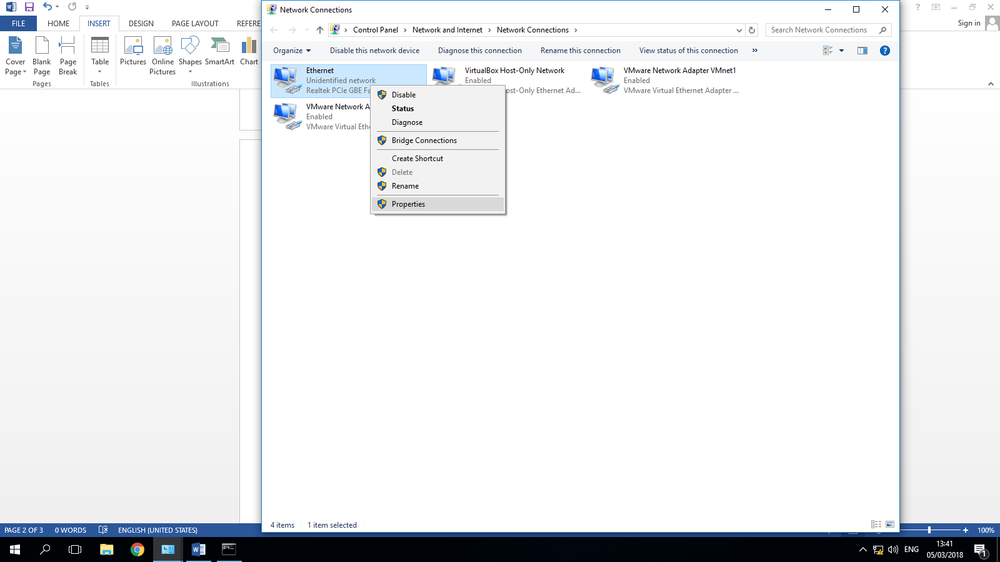 Network Connections
FILE
HOME
INSERT
DESIGN
PAGE LAYOUT
REFERE
Sign in
Control Panel
Network and Internet
Network Connections
Search Network Connections
Organize
Disable this network device
Diagnose this connection
Rename this connection
View status of this connection
»
Cover
Page
Blank
Page
Page
Break
Table
Pictures
Online
Pictures
Shapes
SmartArt
Chart
Pages
Tables
Illustrations
Ethernet
Unidentified network
Realtek PCIe GBE Fa
VirtualBox Host-Only Network
Enabled
ost-Only Ethernet Ad...
VMware Network Adapter VMnet1
Enabled
VMware Virtual Ethernet Adapter ...
VMware Network A
Enabled
VMware Virtual Ethe
Disable
Status
Diagnose
Bridge Connections
Create Shortcut
Delete
Rename
Properties
4 items
1 item selected
PAGE 2 OF 3
0 WORDS
ENGLISH (UNITED STATES)
100%
ENG
13:41
05/03/2018
1